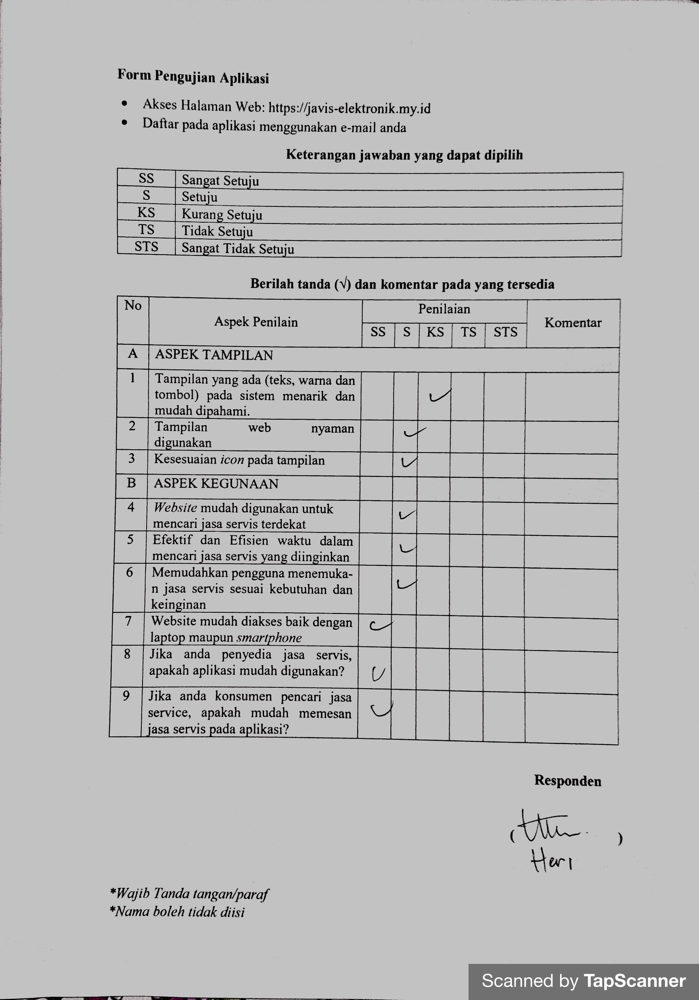 Form Pengujian Aplikasi
• Akses Halaman Web: https://javis-elektronik.my.id
• Daftar pada aplikasi menggunakan e-mail anda
Keterangan jawaban yang dapat dipilih
SS Sangat Setuju
S Setuju
KS Kurang Setuju
TS Tidak Setuju
STS Sangat Tidak Setuju
Berilah tanda (√) dan komentar pada yang tersedia
No Aspek Penilain Penilaian Komentar
SS S KS TS STS
A ASPEK TAMPILAN
1 Tampilan yang ada (teks, warna dan
tombol) pada sistem menarik dan ✓
mudah dipahami.
2 Tampilan web nyaman ✓
digunakan
3 Kesesuaian icon pada tampilan ✓
B ASPEK KEGUNAAN
4 Website mudah digunakan untuk ✓
mencari jasa servis terdekat
5 Efektif dan Efisien waktu dalam ✓
mencari jasa servis yang diinginkan
6 Memudahkan pengguna menemuka-
n jasa servis sesuai kebutuhan dan ✓
keinginan
7 Website mudah diakses baik dengan ✓
laptop maupun smartphone
8 Jika anda penyedia jasa servis,
apakah aplikasi mudah digunakan? ✓
9 Jika anda konsumen pencari jasa
service, apakah mudah memesan ✓
jasa servis pada aplikasi?
Responden
( )
Heri
*Wajib Tanda tangan/paraf
*Nama boleh tidak diisi
Scanned by TapScanner